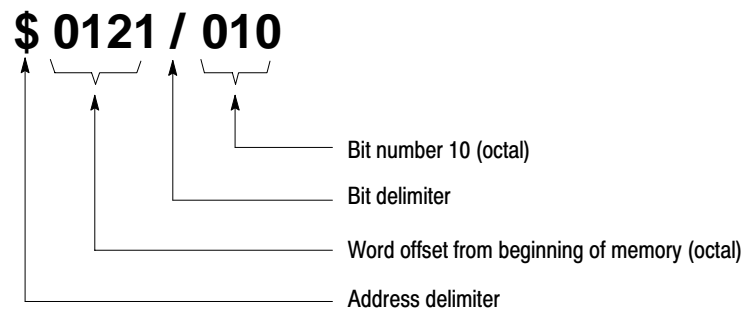 $ 0121 / 010
Bit number 10 (octal)
Bit delimiter
Word offset from beginning of memory (octal)
Address delimiter